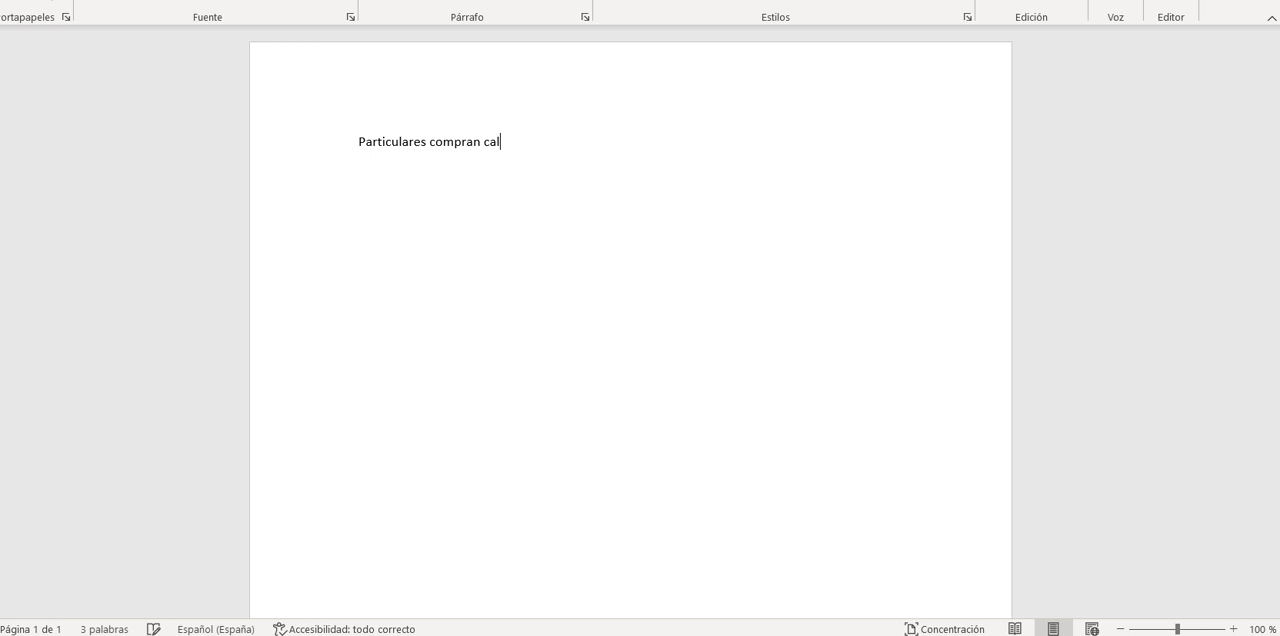 ortapapeles Fuente Párrafo Estilos Edición Voz Editor
Particulares compran cal
Página 1 de 1 3 palabras Español (España) Accesibilidad: todo correcto Concentración 100 %